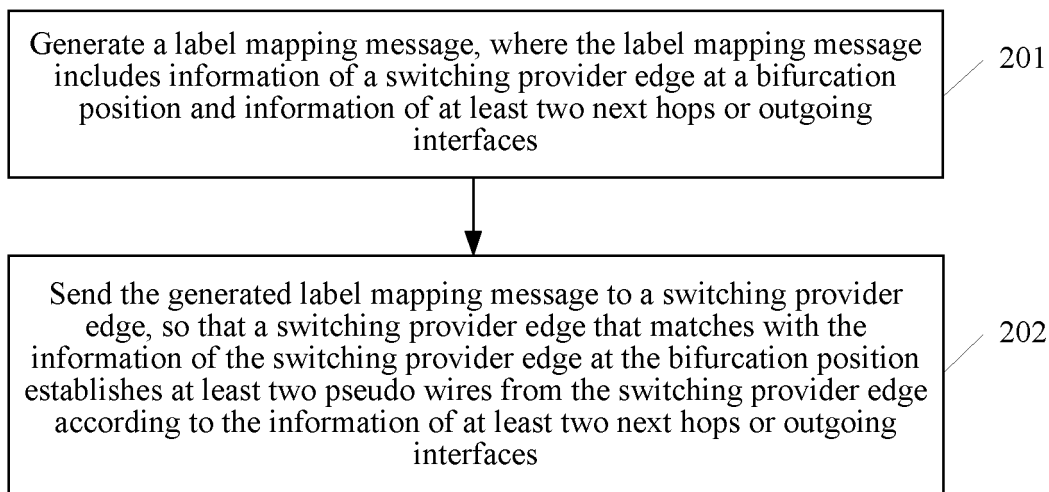 Generate a label mapping message, where the label mapping message
includes information of a switching provider edge at a bifurcation
position and information of at least two next hops or outgoing
interfaces
201
Send the generated label mapping message to a switching provider
edge, so that a switching provider edge that matches with the
information of the switching provider edge at the bifurcation position
establishes at least two pseudo wires from the switching provider edge
according to the information of at least two next hops or outgoing
interfaces
202